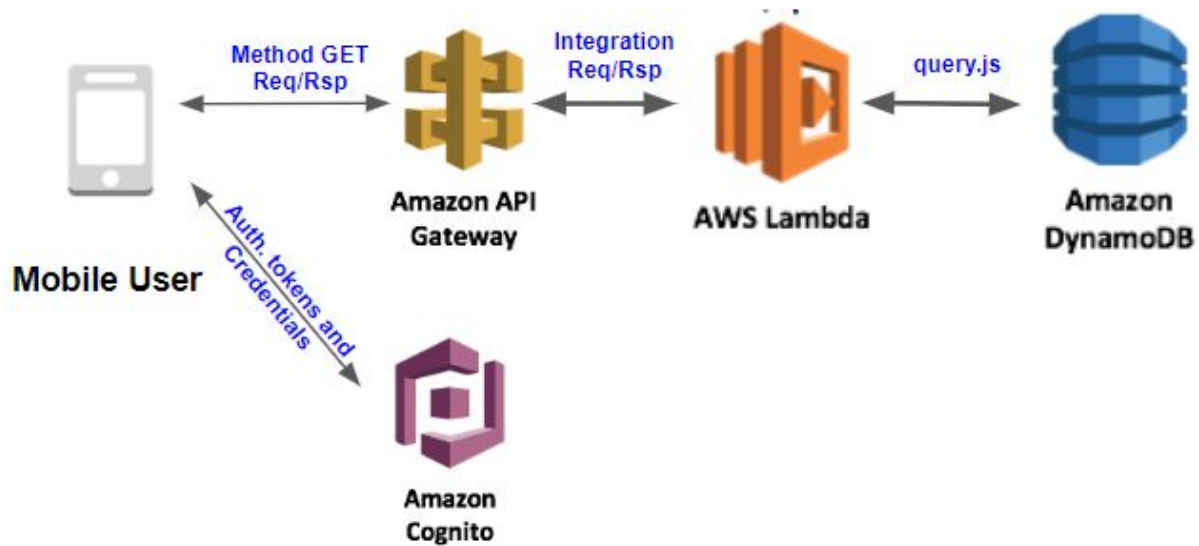 Method GET
Req/Rsp
Integration
Req/Rsp
query.js
Amazon API
Gateway
AWS Lambda
Amazon
DynamoDB
Mobile User
Auth. tokens and
Credentials
Amazon
Cognito